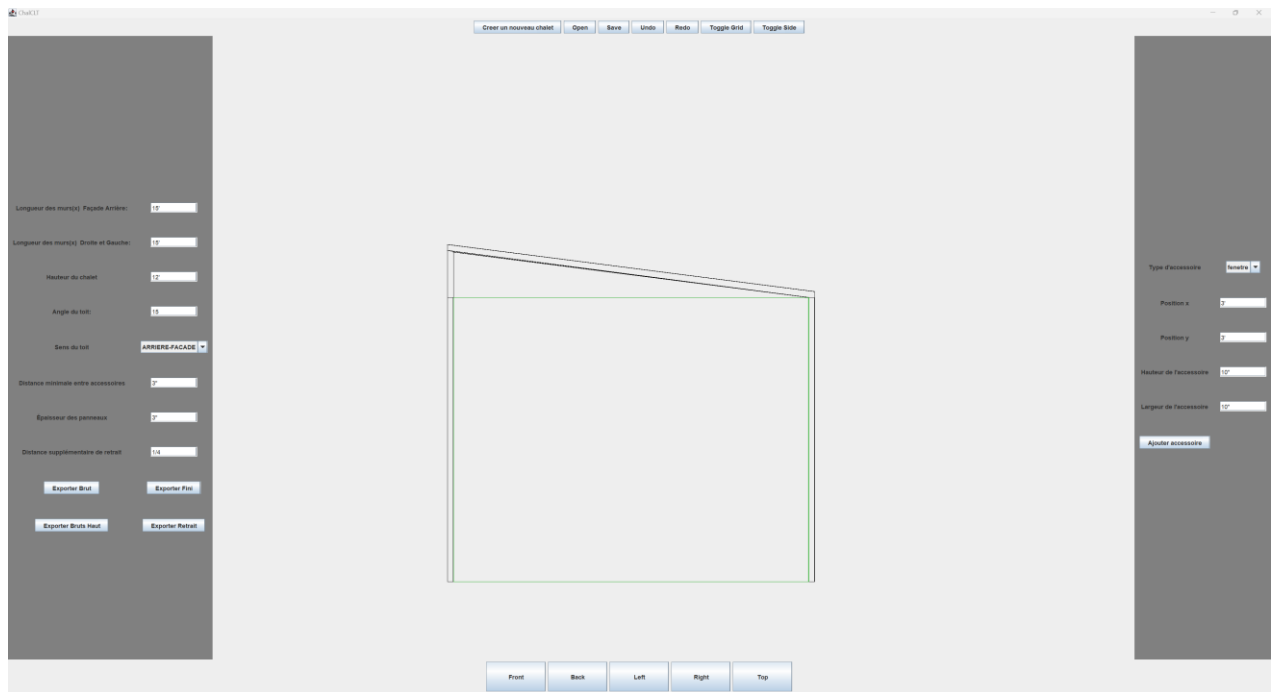 ChalCLT
Creer un nouveau chalet Open Save Undo Redo Toggle Grid Toggle Side
Longueur des murs(s) Façade Arrière: 15'
Longueur des murs(s) Droite et Gauche: 15'
Hauteur du chalet 12'
Angle du toit: 15
Sens du toit ARRIERE-FACADE
Distance minimale entre accessoires 3"
Épaisseur des panneaux 3"
Distance supplémentaire de retrait 1/4
Exporter Brut Exporter Fini
Exporter Bruts Haut Exporter Retrait
Type d'accessoire fenetre
Position x 3'
Position y 3'
Hauteur de l'accessoire 10"
Largeur de l'accessoire 10"
Ajouter accessoire
Front Back Left Right Top